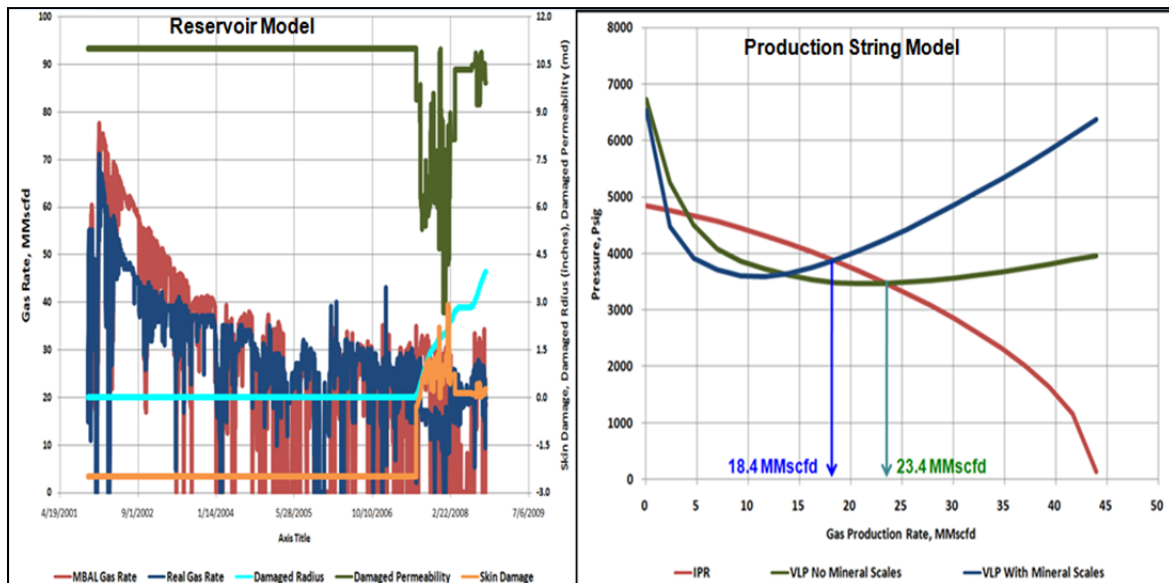 Reservoir Model
Gas Rate, MMscfd
100
90
80
70
60
50
40
30
20
10
0
12.0
10.5
9.0
7.5
6.0
4.5
3.0
1.5
0.0
-1.5
-3.0
Skin Damage, Damaged Radius (Inches), Damaged Permeability (md)
4/19/2001 9/1/2002 1/14/2004 5/28/2005 10/10/2006 2/22/2008 7/6/2009
Axis Title
MBAL Gas Rate Real Gas Rate Damaged Radius Damaged Permeability Skin Damage
Production String Model
Pressure, Psig
8000
7000
6000
5000
4000
3000
2000
1000
0
18.4 MMscfd 23.4 MMscfd
0 5 10 15 20 25 30 35 40 45 50
Gas Production Rate, MMscfd
IPR VLP No Mineral Scales VLP With Mineral Scales